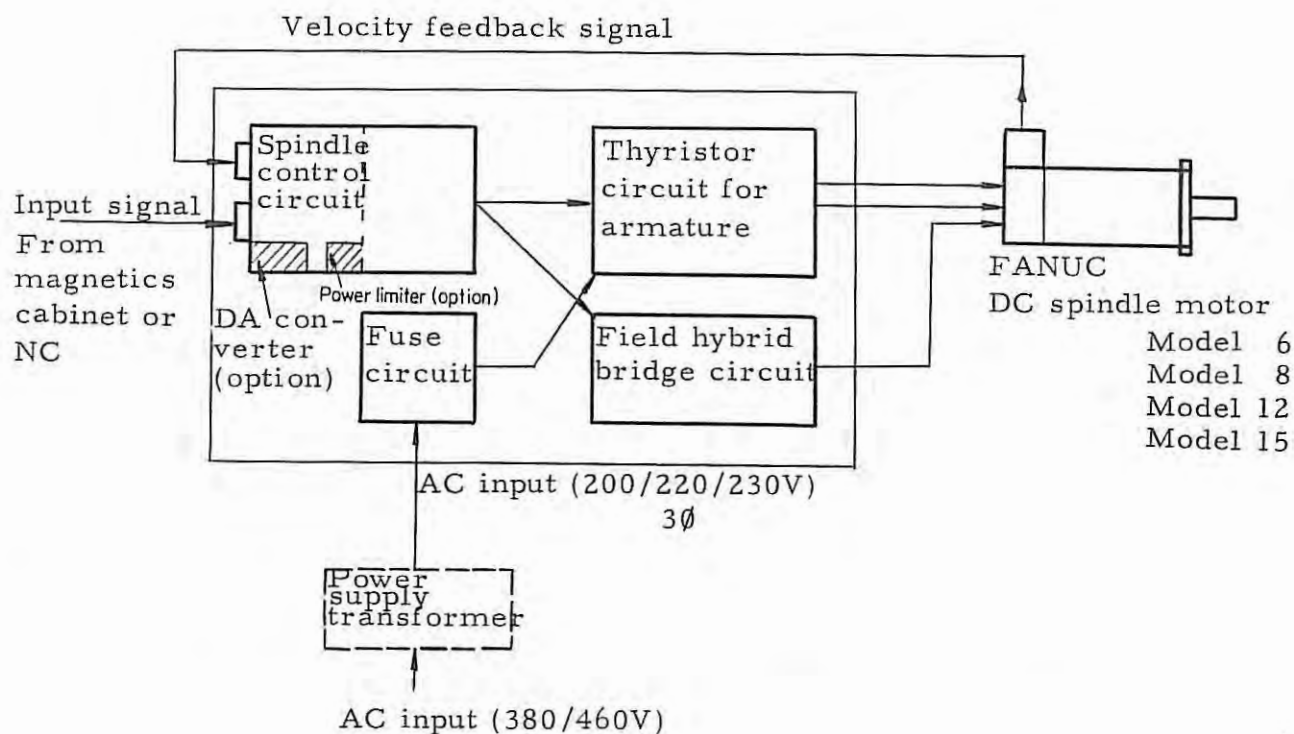 Velocity feedback signal
Spindle
control
circuit
Thyristor
circuit for
armature
Input signal
From
magnetics
cabinet or
NC
Power limiter (option)
DA con-
verter
(option)
Fuse
circuit
Field hybrid
bridge circuit
FANUC
DC spindle motor
Model 6
Model 8
Model 12
Model 15
AC input (200/220/230V)
3Ø
Power
supply
transformer
AC input (380/460V)